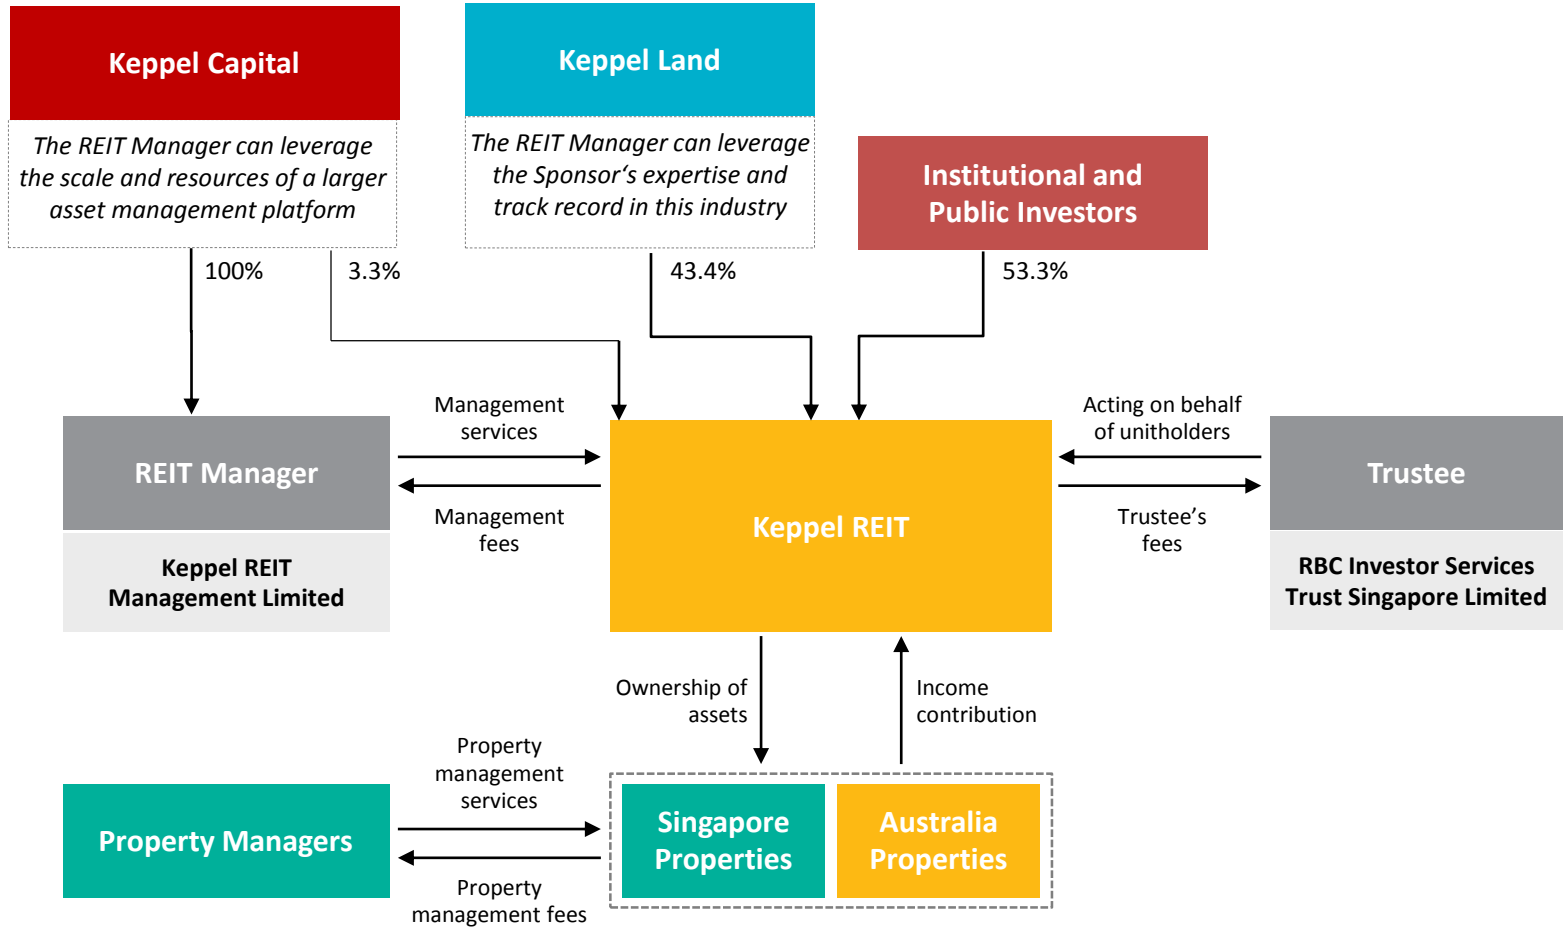 Keppel Capital
The REIT Manager can leverage
the scale and resources of a larger
asset management platform
Keppel Land
The REIT Manager can leverage
the Sponsor‘s expertise and
track record in this industry
Institutional and
Public Investors
100%
3.3%
43.4%
53.3%
REIT Manager
Keppel REIT
Management Limited
Management
services
Management
fees
Keppel REIT
Acting on behalf
of unitholders
Trustee’s
fees
Trustee
RBC Investor Services
Trust Singapore Limited
Ownership of
assets
Income
contribution
Property Managers
Property
management
services
Property
management fees
Singapore
Properties
Australia
Properties